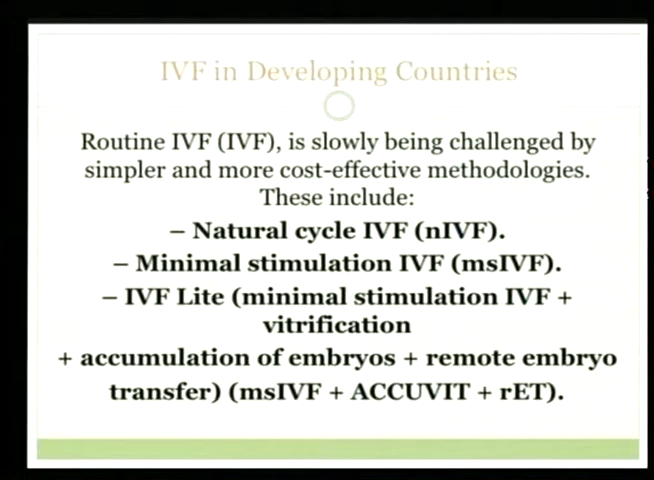 IVF in Developing Countries
Routine IVF (IVF), is slowly being challenged by
simpler and more cost-effective methodologies.
These include:
– Natural cycle IVF (nIVF).
– Minimal stimulation IVF (msIVF).
– IVF Lite (minimal stimulation IVF +
vitrification
+ accumulation of embryos + remote embryo
transfer) (msIVF + ACCUVIT + rET).